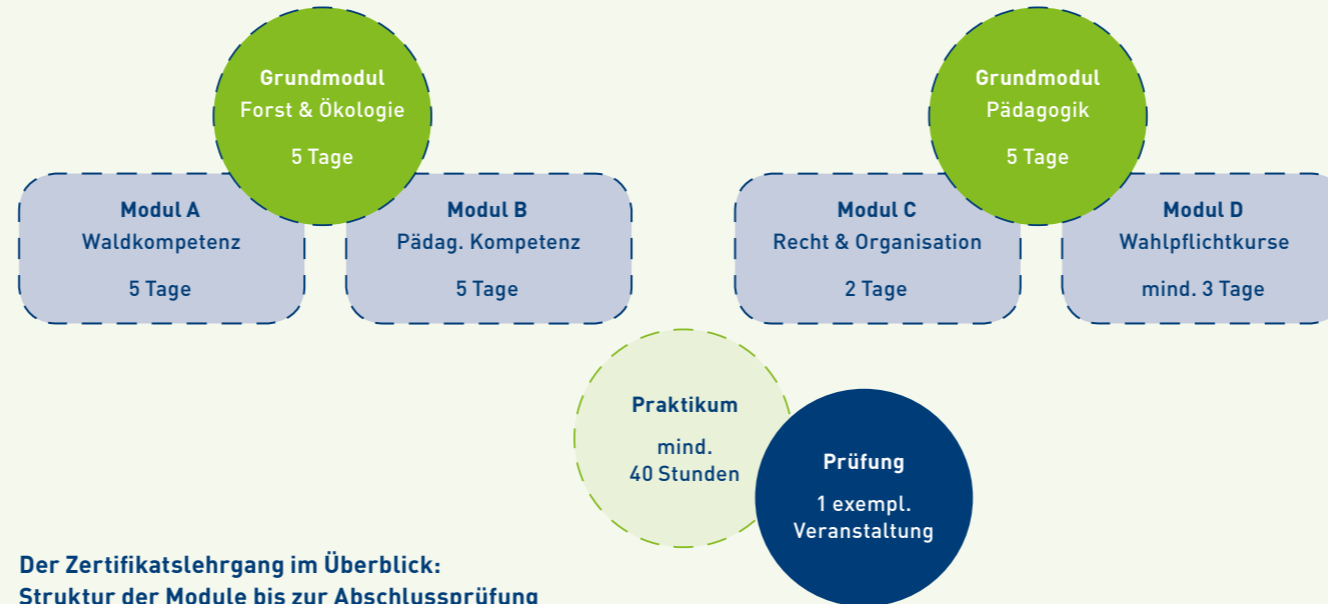 Grundmodul
Forst & Ökologie
5 Tage
Grundmodul
Pädagogik
5 Tage
Modul A
Waldkompetenz
5 Tage
Modul B
Pädag. Kompetenz
5 Tage
Modul C
Recht & Organisation
2 Tage
Modul D
Wahlpflichtkurse
mind. 3 Tage
Praktikum
mind.
40 Stunden
Prüfung
1 exempl.
Veranstaltung
Der Zertifikatslehrgang im Überblick:
Struktur der Module bis zur Abschlussprüfung